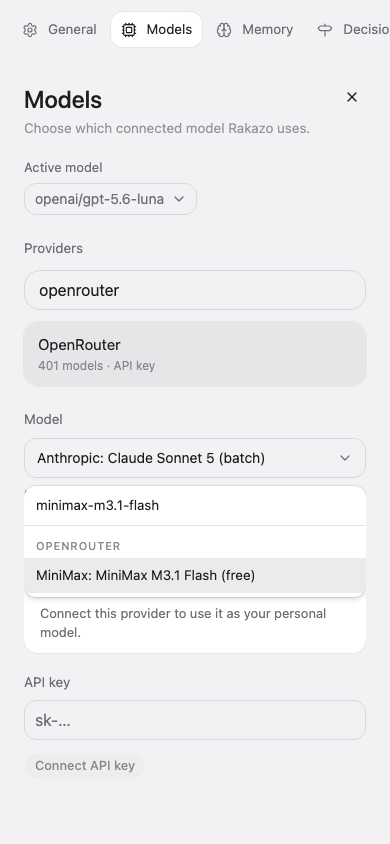 General
Models
Memory
Decisio
Models
Choose which connected model Rakazo uses.
Active model
openai/gpt-5.6-luna
Providers
openrouter
OpenRouter
401 models · API key
Model
Anthropic: Claude Sonnet 5 (batch)
minimax-m3.1-flash
OPENROUTER
MiniMax: MiniMax M3.1 Flash (free)
Connect this provider to use it as your personal
model.
API key
sk-...
Connect API key